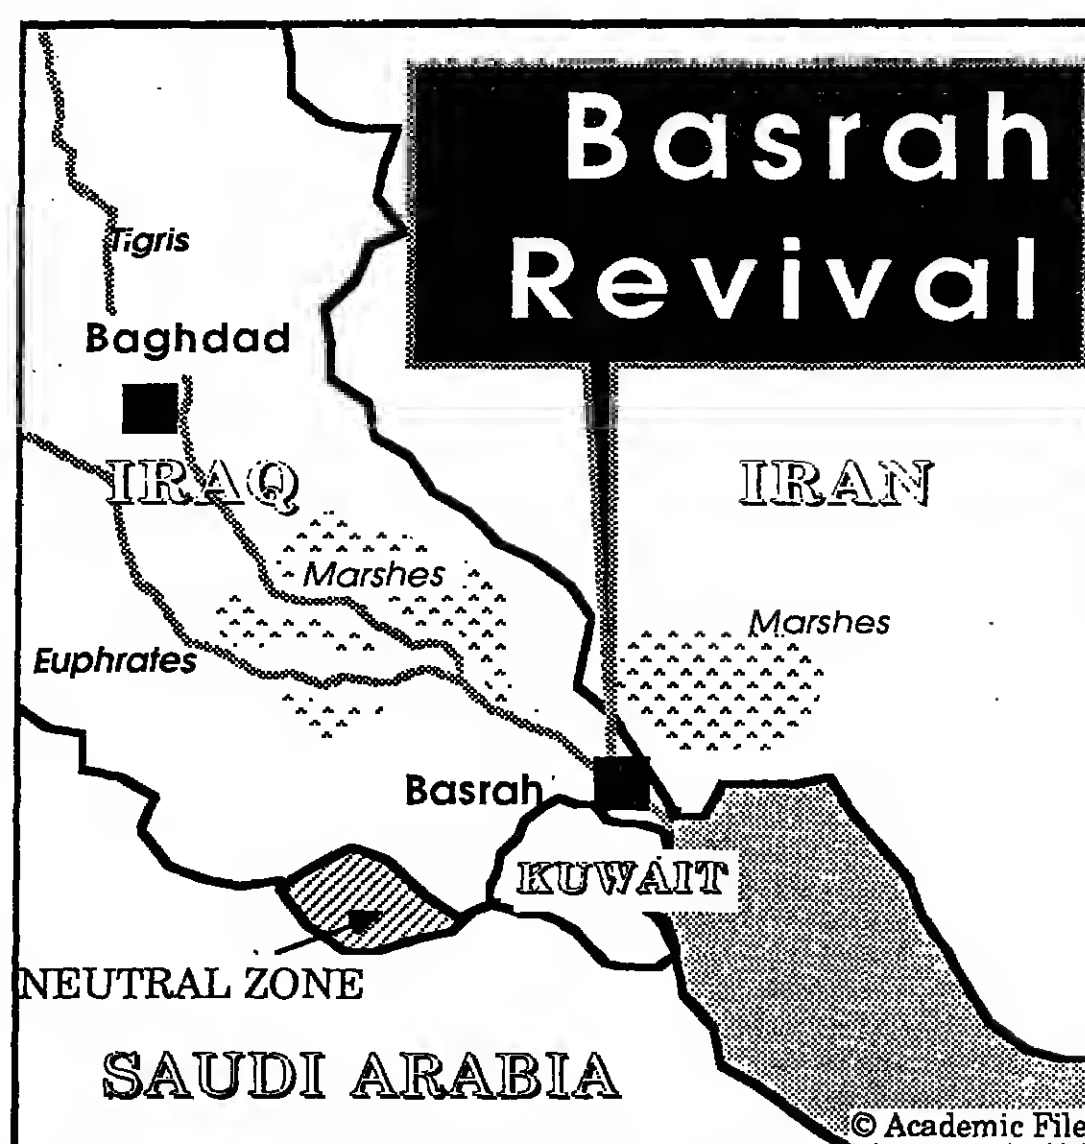 Basrah
Revival
Tigris
Baghdad
IRAQ
IRAN
Marshes
Marshes
Euphrates
Basrah
KUWAIT
NEUTRAL ZONE
SAUDI ARABIA
© Academic File